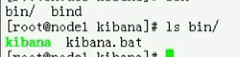 bin/ bind
[root@node1 kibana]# ls bin/
kibana kibana.bat
[root@node1 kibana]#